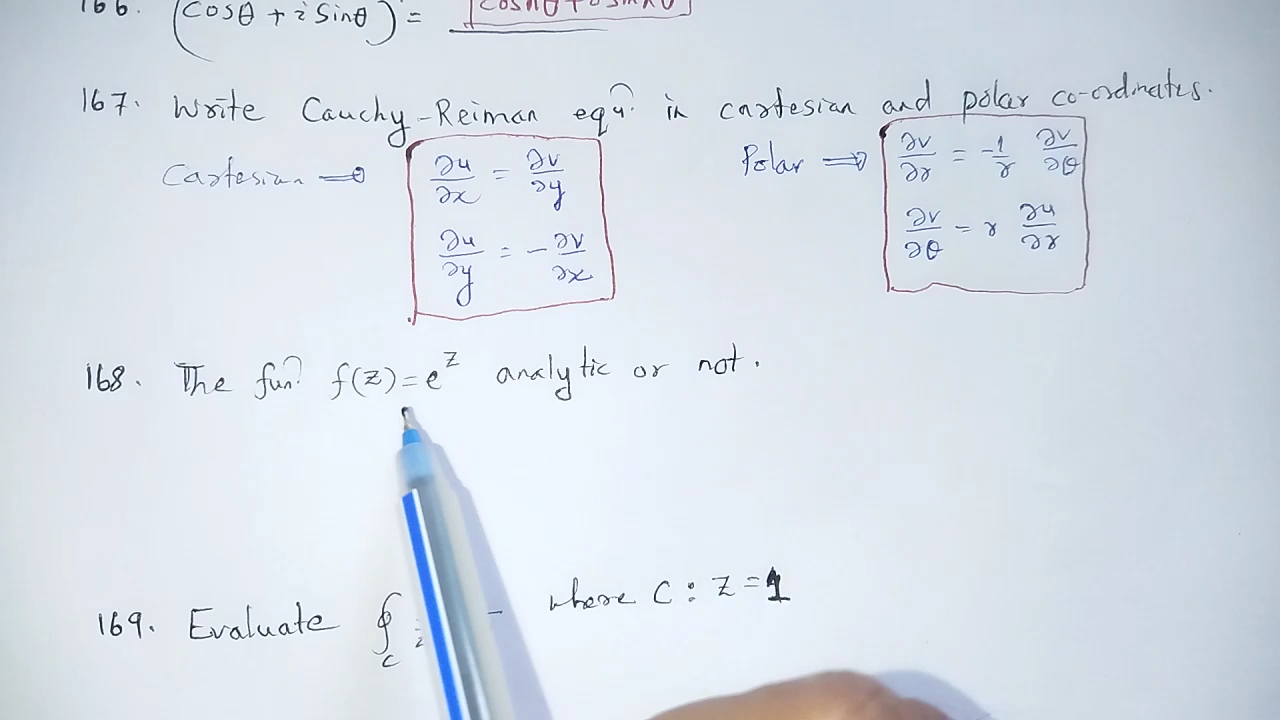 166. (Cosθ + i Sinθ) =
167. Write Cauchy-Reiman eqⁿ. in cartesian and polar co-ordinates.
Cartesian ⇒ ∂u/∂x = ∂v/∂y
∂u/∂y = - ∂v/∂x
Polar ⇒ ∂v/∂r = -1/r ∂v/∂θ
∂v/∂θ = r ∂u/∂r
168. The funⁿ f(z) = e^z analytic or not.
169. Evaluate ∮_C where C: Z = 1